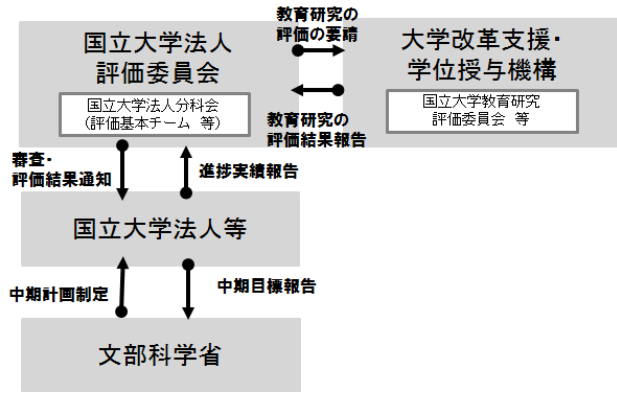 教育研究の
評価の要請
国立大学法人
評価委員会
大学改革支援・
学位授与機構
国立大学法人分科会
(評価基本チーム 等)
国立大学教育研究
評価委員会 等
教育研究の
評価結果報告
審査・
評価結果通知
進捗実績報告
国立大学法人等
中期計画制定
中期目標報告
文部科学省